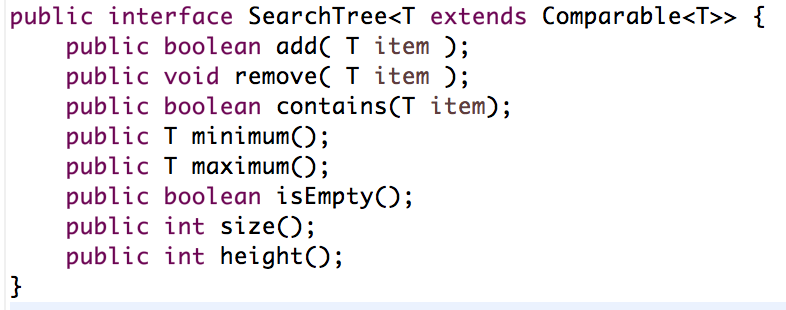 public interface SearchTree<T extends Comparable<T>> {
    public boolean add( T item );
    public void remove( T item );
    public boolean contains(T item);
    public T minimum();
    public T maximum();
    public boolean isEmpty();
    public int size();
    public int height();
}